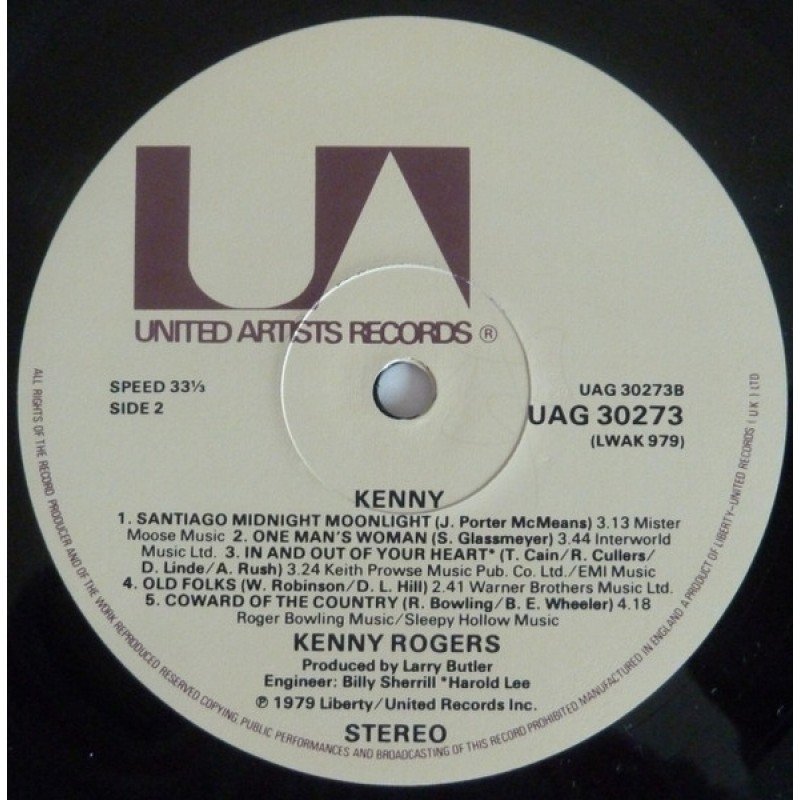 UA
UNITED ARTISTS RECORDS ®
SPEED 33⅓
SIDE 2
UAG 30273B
UAG 30273
(LWAK 979)
KENNY
1. SANTIAGO MIDNIGHT MOONLIGHT (J. Porter McMeans) 3.13 Mister
Moose Music 2. ONE MAN'S WOMAN (S. Glassmeyer) 3.44 Interworld
Music Ltd. 3. IN AND OUT OF YOUR HEART* (T. Cain/R. Cullers/
D. Linde/A. Rush) 3.24 Keith Prowse Music Pub. Co. Ltd./EMI Music
4. OLD FOLKS (W. Robinson/D. L. Hill) 2.41 Warner Brothers Music Ltd.
5. COWARD OF THE COUNTRY (R. Bowling/B. E. Wheeler) 4.18
Roger Bowling Music/Sleepy Hollow Music
KENNY ROGERS
Produced by Larry Butler
Engineer: Billy Sherrill *Harold Lee
℗ 1979 Liberty/United Records Inc.
STEREO
ALL RIGHTS OF THE RECORD PRODUCER AND OF THE WORK REPRODUCED RESERVED COPYING, PUBLIC PERFORMANCES AND BROADCASTING OF THIS RECORD PROHIBITED. MANUFACTURED IN ENGLAND A PRODUCT OF LIBERTY-UNITED RECORDS (U.K.) LTD